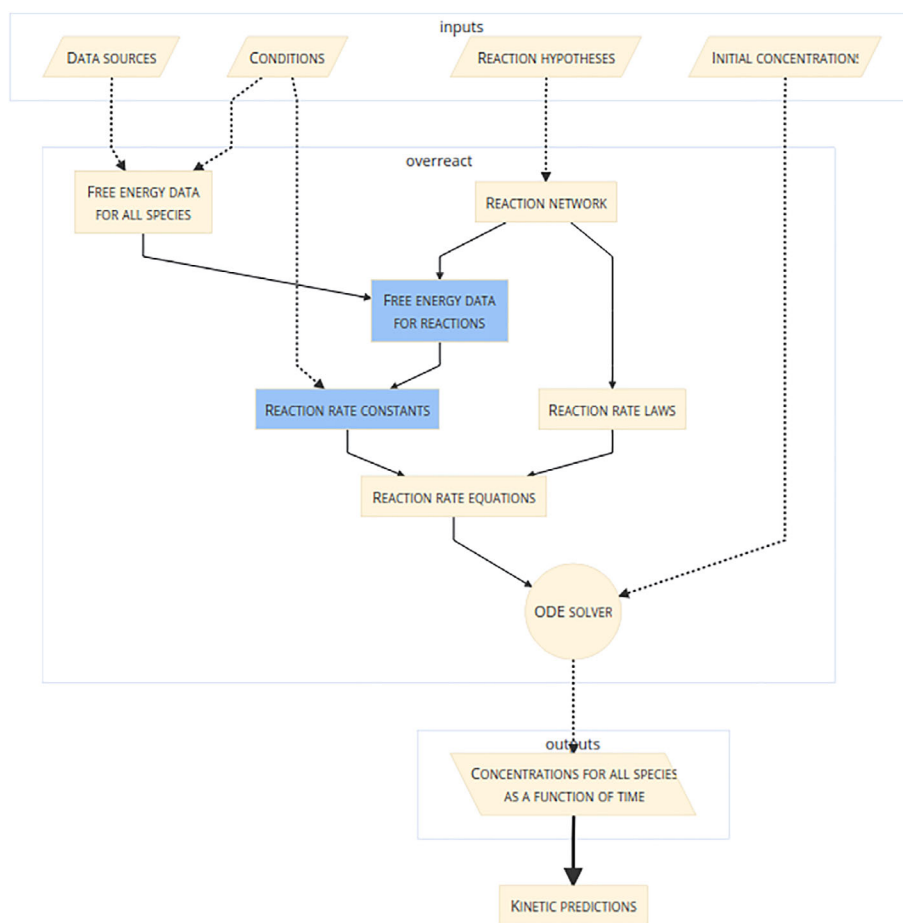 inputs
DATA SOURCES
CONDITIONS
REACTION HYPOTHESES
INITIAL CONCENTRATIONS
overreact
FREE ENERGY DATA
FOR ALL SPECIES
REACTION NETWORK
FREE ENERGY DATA
FOR REACTIONS
REACTION RATE CONSTANTS
REACTION RATE LAWS
REACTION RATE EQUATIONS
ODE SOLVER
outputs
CONCENTRATIONS FOR ALL SPECIES
AS A FUNCTION OF TIME
KINETIC PREDICTIONS